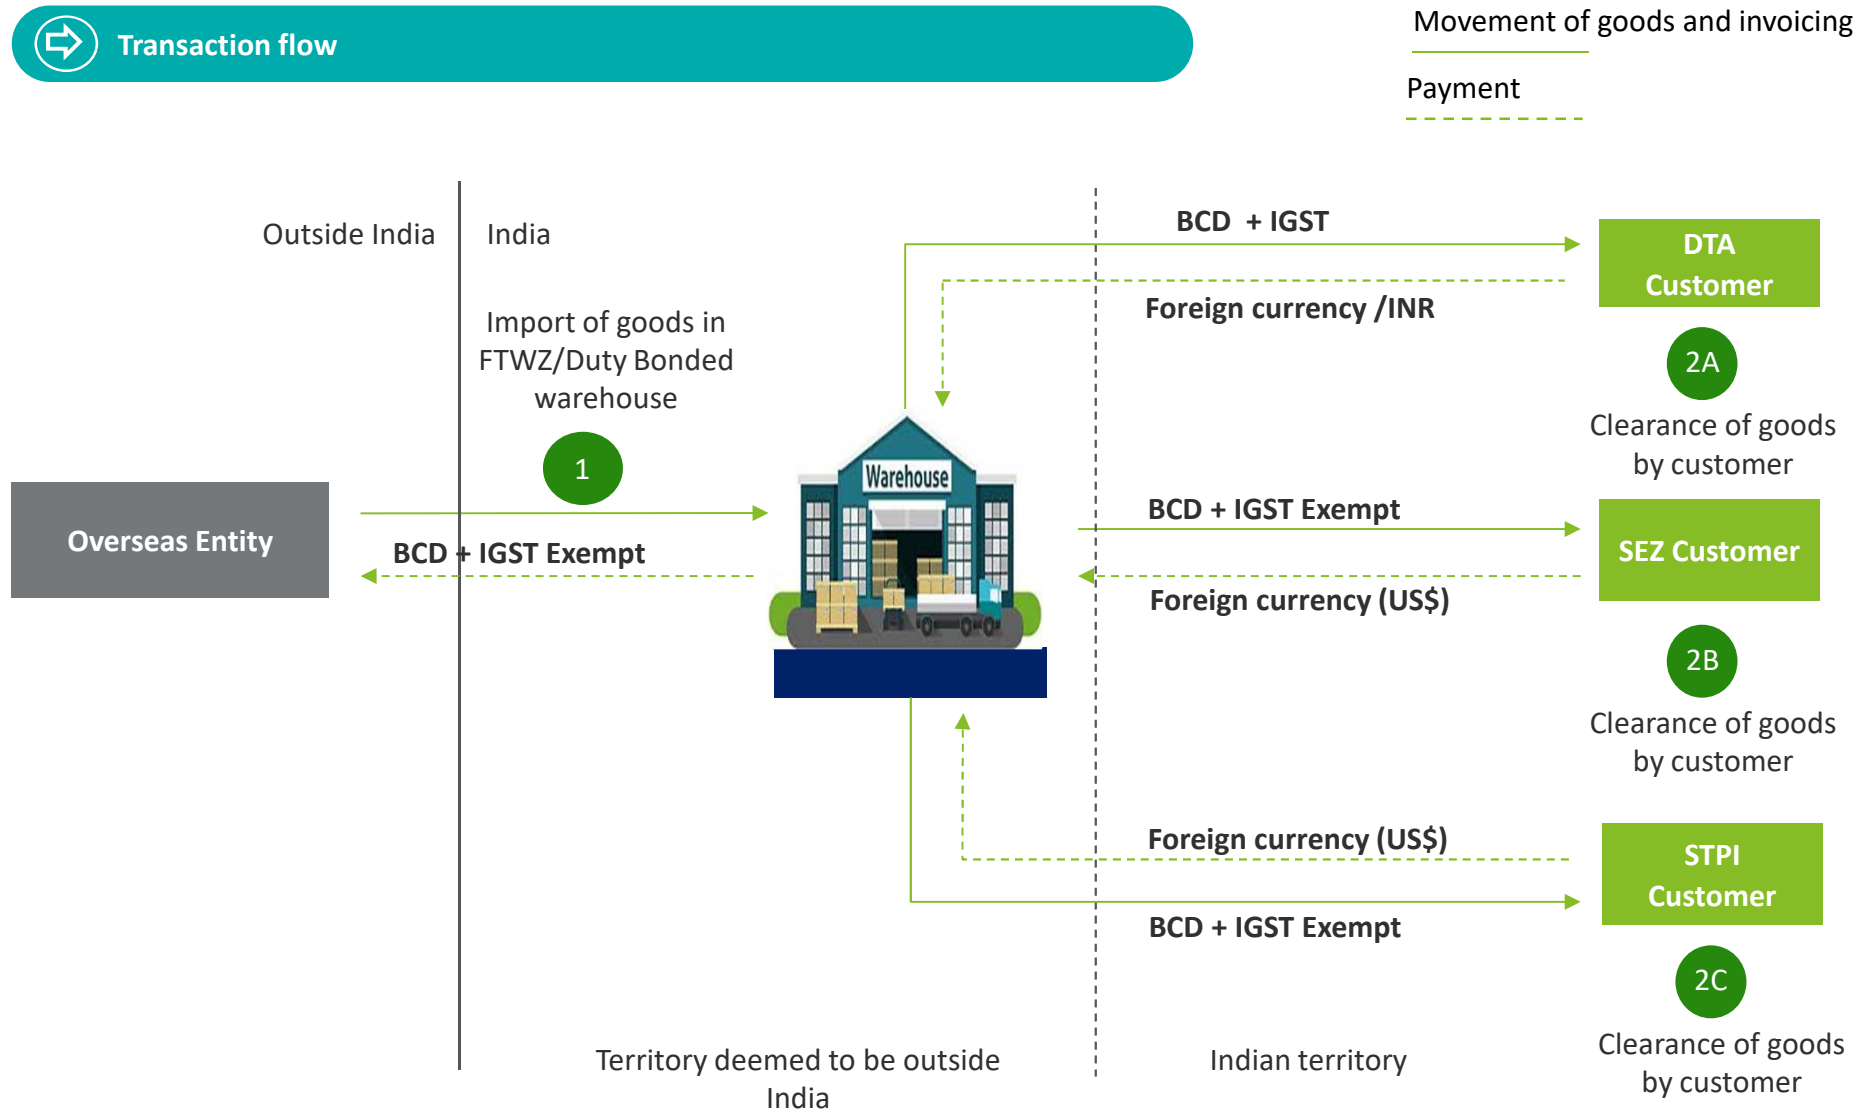 Transaction flow
Movement of goods and invoicing
Payment
Outside India
India
BCD + IGST
DTA
Customer
Foreign currency /INR
Import of goods in
FTWZ/Duty Bonded
warehouse
2A
Clearance of goods
by customer
1
Warehouse
Overseas Entity
BCD + IGST Exempt
BCD + IGST Exempt
SEZ Customer
Foreign currency (US$)
2B
Clearance of goods
by customer
Foreign currency (US$)
STPI
Customer
BCD + IGST Exempt
2C
Clearance of goods
by customer
Territory deemed to be outside
India
Indian territory